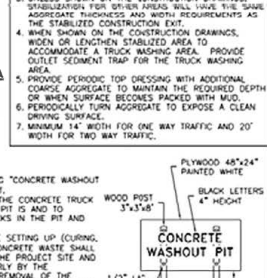 STABILIZATION FOR OTHER AREAS WILL HAVE THE SAME
AGGREGATE THICKNESS AND WIDTH REQUIREMENTS AS
THE STABILIZED CONSTRUCTION EXIT.
4. WHEN SHOWN ON THE CONSTRUCTION DRAWINGS,
WIDEN OR LENGTHEN STABILIZED AREA TO
ACCOMMODATE A TRUCK WASHING AREA. PROVIDE
OUTLET SEDIMENT TRAP FOR THE TRUCK WASHING
AREA.
5. PROVIDE PERIODIC TOP DRESSING WITH ADDITIONAL
COARSE AGGREGATE TO MAINTAIN THE REQUIRED DEPTH
OR WHEN SURFACE BECOMES PACKED WITH MUD.
6. PERIODICALLY TURN AGGREGATE TO EXPOSE A CLEAN
DRIVING SURFACE.
7. MINIMUM 14' WIDTH FOR ONE WAY TRAFFIC AND 20'
WIDTH FOR TWO WAY TRAFFIC.
PLYWOOD 48"x24"
PAINTED WHITE
"CONCRETE WASHOUT
THE CONCRETE TRUCK
PIT IS AND TO
KS IN THE PIT AND
WOOD POST
3"x3"x8'
BLACK LETTERS
4" HEIGHT
SETTING UP (CURING,
CONCRETE WASTE SHALL
THE PROJECT SITE AND
RLY BY THE
REMOVAL OF THE
CONCRETE
WASHOUT PIT